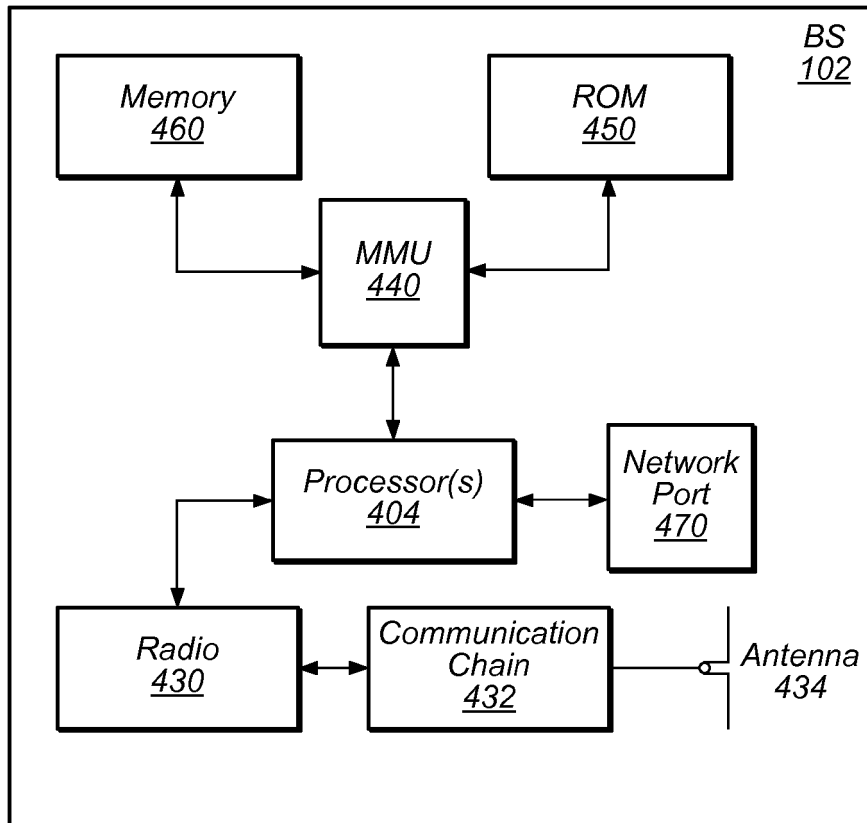 BS
102
Memory
460
ROM
450
MMU
440
Processor(s)
404
Network
Port
470
Radio
430
Communication
Chain
432
Antenna
434